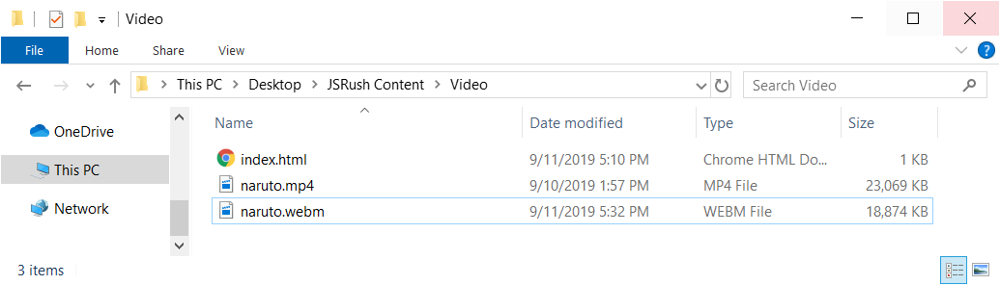 Video
File Home Share View
This PC Desktop JSRush Content Video Search Video
OneDrive
This PC
Network
Name Date modified Type Size
index.html 9/11/2019 5:10 PM Chrome HTML Do... 1 KB
naruto.mp4 9/10/2019 1:57 PM MP4 File 23,069 KB
naruto.webm 9/11/2019 5:32 PM WEBM File 18,874 KB
3 items